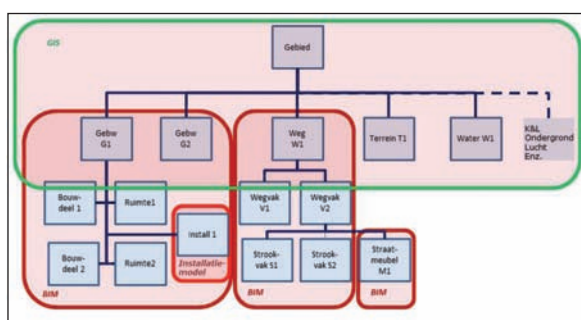 GIS
Gebied
Gebw
G1
Gebw
G2
Weg
W1
Terrein T1
Water W1
K&L
Ondergrond
Lucht
Enz.
Bouw-
deel 1
Ruimte1
Wegvak
V1
Wegvak
V2
Install 1
Installatie-
model
Bouw-
deel 2
Ruimte2
Strook-
vak S1
Strook-
vak S2
Straat-
meubel
M1
BIM
BIM
BIM